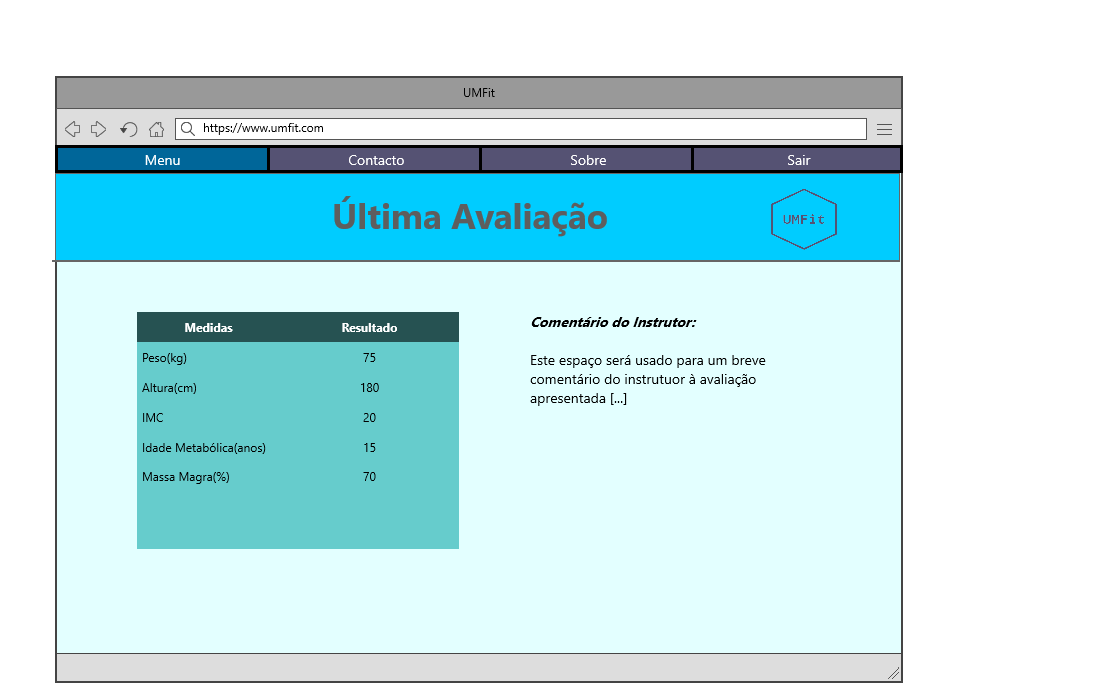 UMFit
https://www.umfit.com
Menu Contacto Sobre Sair
Última Avaliação
UMFit
Medidas Resultado
Peso(kg) 75
Altura(cm) 180
IMC 20
Idade Metabólica(anos) 15
Massa Magra(%) 70
Comentário do Instrutor:
Este espaço será usado para um breve
comentário do instrutuor à avaliação
apresentada [...]